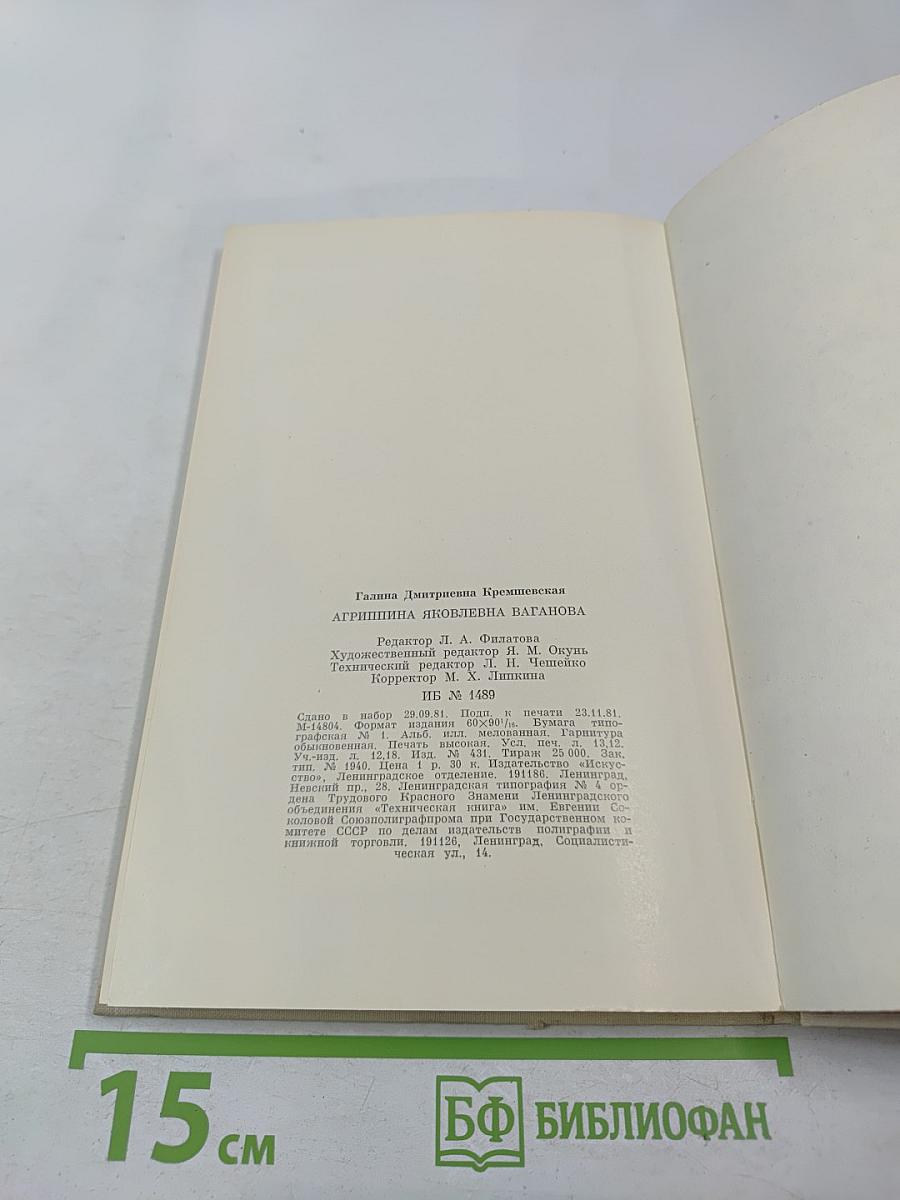 Галина Дмитриевна Кремшевская
АГРИППИНА ЯКОВЛЕВНА ВАГАНОВА
Редактор Л. А. Филатова
Художественный редактор Я. М. Окунь
Технический редактор Л. Н. Чешейко
Корректор М. Х. Липкина
ИБ № 1489
Сдано в набор 29.09.81. Подп. к печати 23.11.81.
М-14804. Формат издания 60×90¹/₁₆. Бумага типо-
графская № 1. Альб. илл. мелованная. Гарнитура
обыкновенная. Печать высокая. Усл. печ. л. 13,12.
Уч.-изд. л. 12,18. Изд. № 431. Тираж 25 000. Зак.
тип. № 1940. Цена 1 р. 30 к. Издательство «Искус-
ство», Ленинградское отделение. 191186. Ленинград,
Невский пр., 28. Ленинградская типография № 4 ор-
дена Трудового Красного Знамени Ленинградского
объединения «Техническая книга» им. Евгении Со-
коловой Союзполиграфпрома при Государственном ко-
митете СССР по делам издательств полиграфии и
книжной торговли. 191126, Ленинград, Социалисти-
ческая ул., 14.
15 см
БФ БИБЛИОФАН